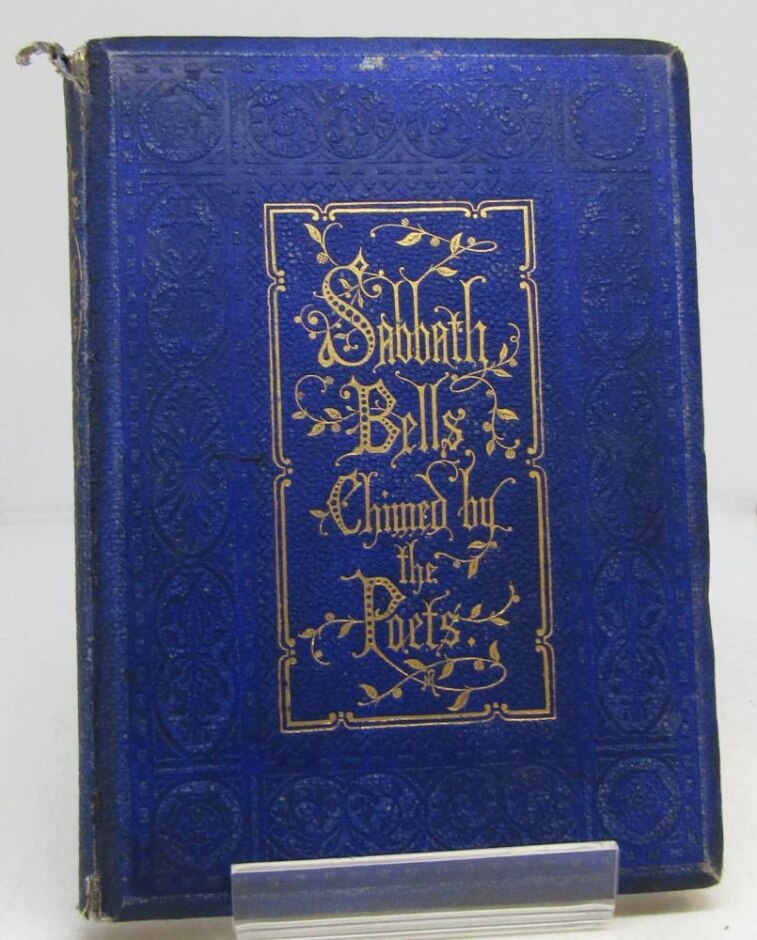 Sabbath
Bells
Chimed by
the
Poets.